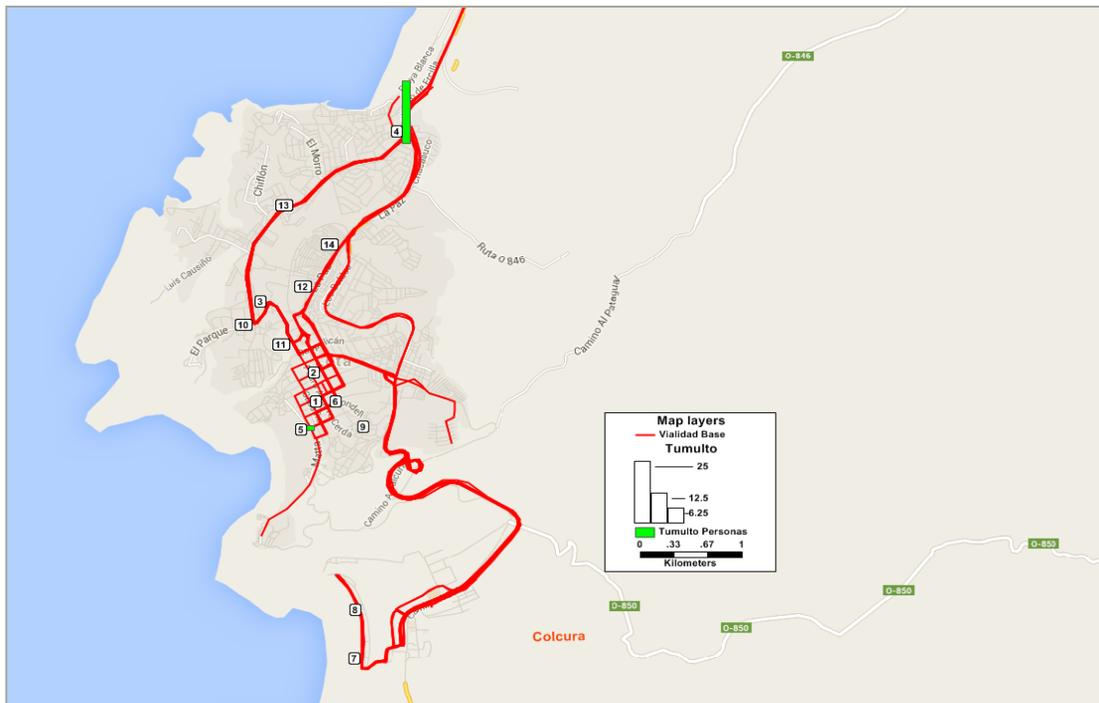 Playa Blanca
O-846
4
El Morro
Chiflón
13
La Paz
14
Ruta O 846
Luis Causiño
12
3
10
El Parque
11
Camino Al Patagual
2
1
6
5
9
Cerda
8
7
Colcura
O-850
O-850
O-850
O-850
Map layers
Vialidad Base
Tumulto
25
12.5
6.25
Tumulto Personas
0 .33 .67 1
Kilometers